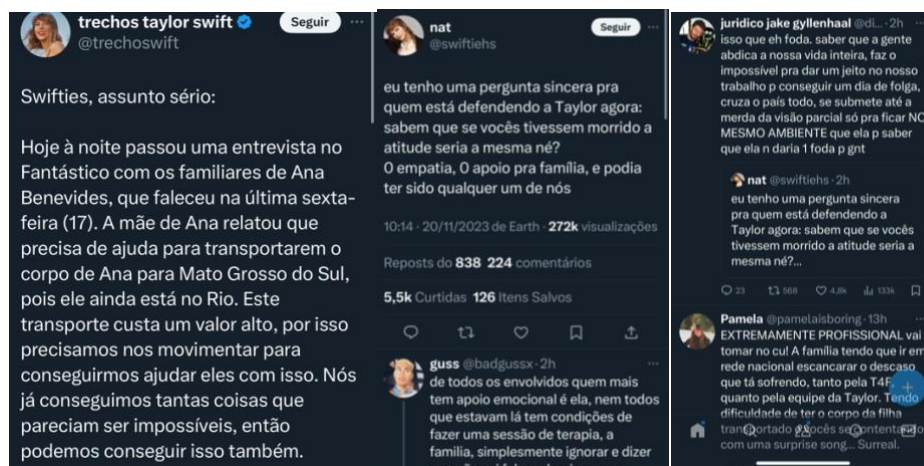 trechos taylor swift
Seguir
@trechoswift
Swifties, assunto sério:
Hoje à noite passou uma entrevista no
Fantástico com os familiares de Ana
Benevides, que faleceu na última sexta-
feira (17). A mãe de Ana relatou que
precisa de ajuda para transportarem o
corpo de Ana para Mato Grosso do Sul,
pois ele ainda está no Rio. Este
transporte custa um valor alto, por isso
precisamos nos movimentar para
conseguirmos ajudar eles com isso. Nós
já conseguimos tantas coisas que
pareciam ser impossíveis, então
podemos conseguir isso também.
nat
Seguir
@swiftiehs
eu tenho uma pergunta sincera pra
quem está defendendo a Taylor agora:
sabem que se vocês tivessem morrido a
atitude seria a mesma né?
0 empatia, 0 apoio pra família, e podia
ter sido qualquer um de nós
10:14 · 20/11/2023 de Earth · 272k visualizações
Reposts do 838 224 comentários
5,5k Curtidas 126 Itens Salvos
guss @badgussx · 2h
de todos os envolvidos quem mais
tem apoio emocional é ela, nem todos
que estavam lá tem condições de
fazer uma sessão de terapia, a
familia, simplesmente ignorar e dizer
juridico jake gyllenhaal @di... · 2h
isso que eh foda. saber que a gente
abdica a nossa vida inteira, faz o
impossível pra dar um jeito no nosso
trabalho p conseguir um dia de folga,
cruza o país todo, se submete até a
merda da visão parcial só pra ficar NO
MESMO AMBIENTE que ela p saber
que ela n daria 1 foda p gnt
nat @swiftiehs · 2h
eu tenho uma pergunta sincera
pra quem está defendendo a
Taylor agora: sabem que se vocês
tivessem morrido a atitude seria a
mesma né?...
23 568 4,8k 133k
Pamela @pamelaisboring · 13h
EXTREMAMENTE PROFISSIONAL vai
tomar no cu! A família tendo que ir em
rede nacional escancarar o descaso
que tá sofrendo, tanto pela T4F
quanto pela equipe da Taylor. Tendo
dificuldade de ter o corpo da filha
transportado
com uma surprise song... Surreal.